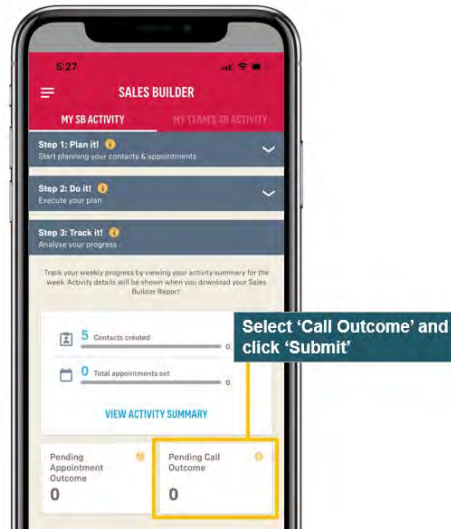 5:27
SALES BUILDER
MY SB ACTIVITY MY TEAM'S SB ACTIVITY
Step 1: Plan it!
Start planning your contacts & appointments
Step 2: Do it!
Execute your plan
Step 3: Track it!
Analyse your progress
Track your weekly progress by viewing your activity summary for the
week. Activity details will be shown when you download your Sales
Builder Report
5 Contacts created
0
0 Total appointments set
0
VIEW ACTIVITY SUMMARY
Select 'Call Outcome' and
click 'Submit'
Pending
Appointment
Outcome
0
Pending Call
Outcome
0